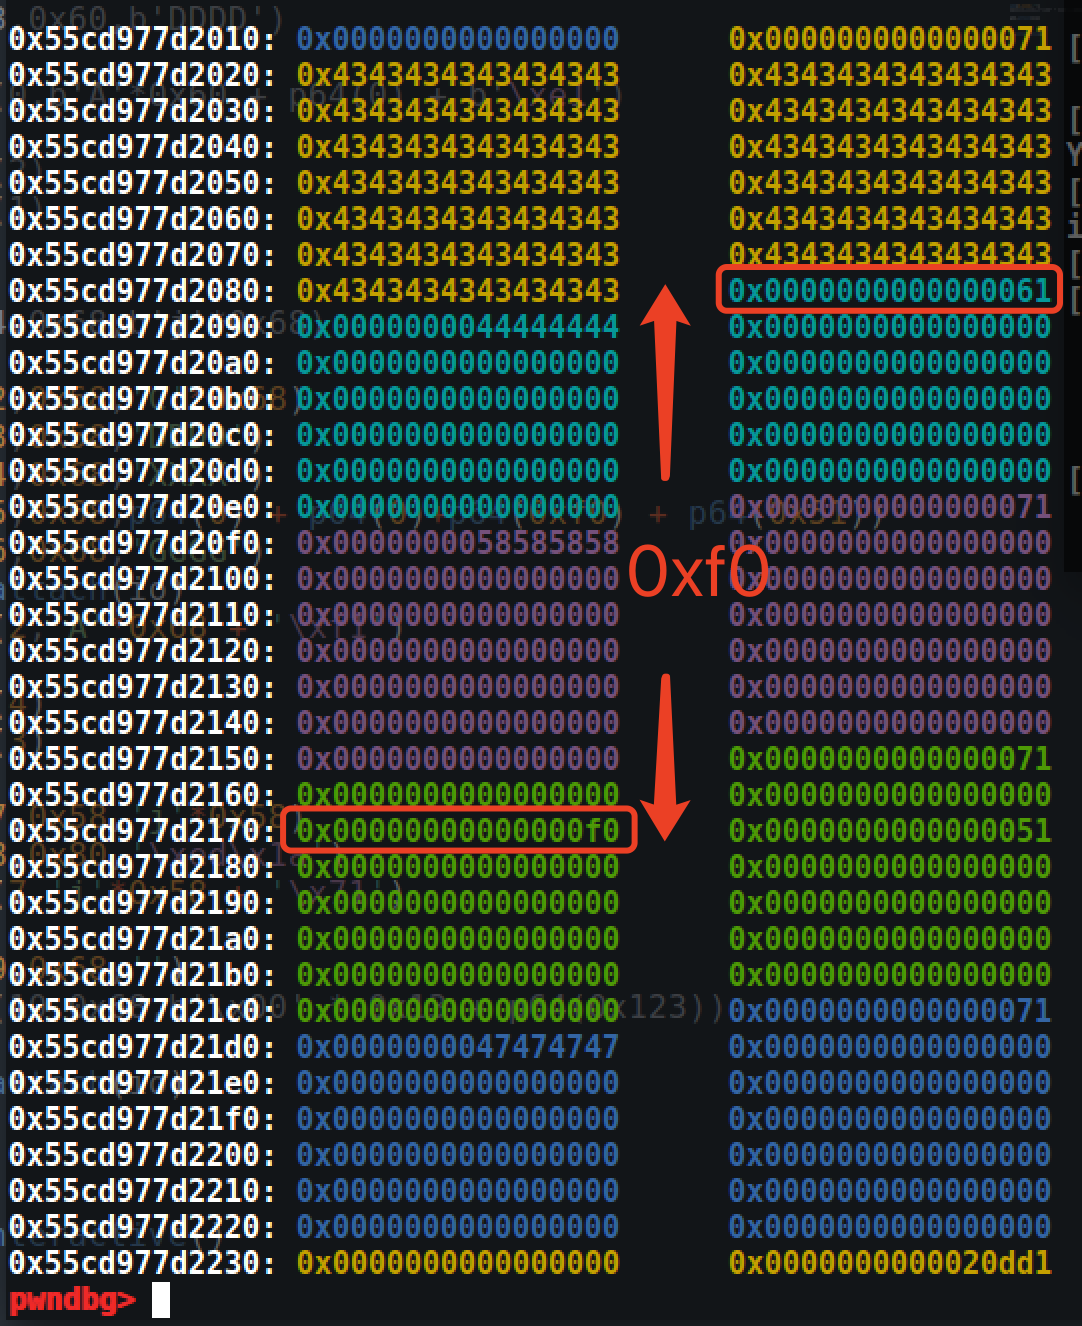 0x55cd977d2010: 0x0000000000000000 0x0000000000000071
0x55cd977d2020: 0x4343434343434343 0x4343434343434343
0x55cd977d2030: 0x4343434343434343 0x4343434343434343
0x55cd977d2040: 0x4343434343434343 0x4343434343434343
0x55cd977d2050: 0x4343434343434343 0x4343434343434343
0x55cd977d2060: 0x4343434343434343 0x4343434343434343
0x55cd977d2070: 0x4343434343434343 0x4343434343434343
0x55cd977d2080: 0x4343434343434343 0x0000000000000061
0x55cd977d2090: 0x0000000044444444 0x0000000000000000
0x55cd977d20a0: 0x0000000000000000 0x0000000000000000
0x55cd977d20b0: 0x0000000000000000 0x0000000000000000
0x55cd977d20c0: 0x0000000000000000 0x0000000000000000
0x55cd977d20d0: 0x0000000000000000 0x0000000000000000
0x55cd977d20e0: 0x0000000000000000 0x0000000000000071
0x55cd977d20f0: 0x0000000058585858 0x0000000000000000
0xf0
0x55cd977d2100: 0x0000000000000000 0x0000000000000000
0x55cd977d2110: 0x0000000000000000 0x0000000000000000
0x55cd977d2120: 0x0000000000000000 0x0000000000000000
0x55cd977d2130: 0x0000000000000000 0x0000000000000000
0x55cd977d2140: 0x0000000000000000 0x0000000000000000
0x55cd977d2150: 0x0000000000000000 0x0000000000000071
0x55cd977d2160: 0x0000000000000000 0x0000000000000000
0x55cd977d2170: 0x00000000000000f0 0x0000000000000051
0x55cd977d2180: 0x0000000000000000 0x0000000000000000
0x55cd977d2190: 0x0000000000000000 0x0000000000000000
0x55cd977d21a0: 0x0000000000000000 0x0000000000000000
0x55cd977d21b0: 0x0000000000000000 0x0000000000000000
0x55cd977d21c0: 0x0000000000000000 0x0000000000000071
0x55cd977d21d0: 0x0000000047474747 0x0000000000000000
0x55cd977d21e0: 0x0000000000000000 0x0000000000000000
0x55cd977d21f0: 0x0000000000000000 0x0000000000000000
0x55cd977d2200: 0x0000000000000000 0x0000000000000000
0x55cd977d2210: 0x0000000000000000 0x0000000000000000
0x55cd977d2220: 0x0000000000000000 0x0000000000000000
0x55cd977d2230: 0x0000000000000000 0x0000000000020dd1
pwndbg>